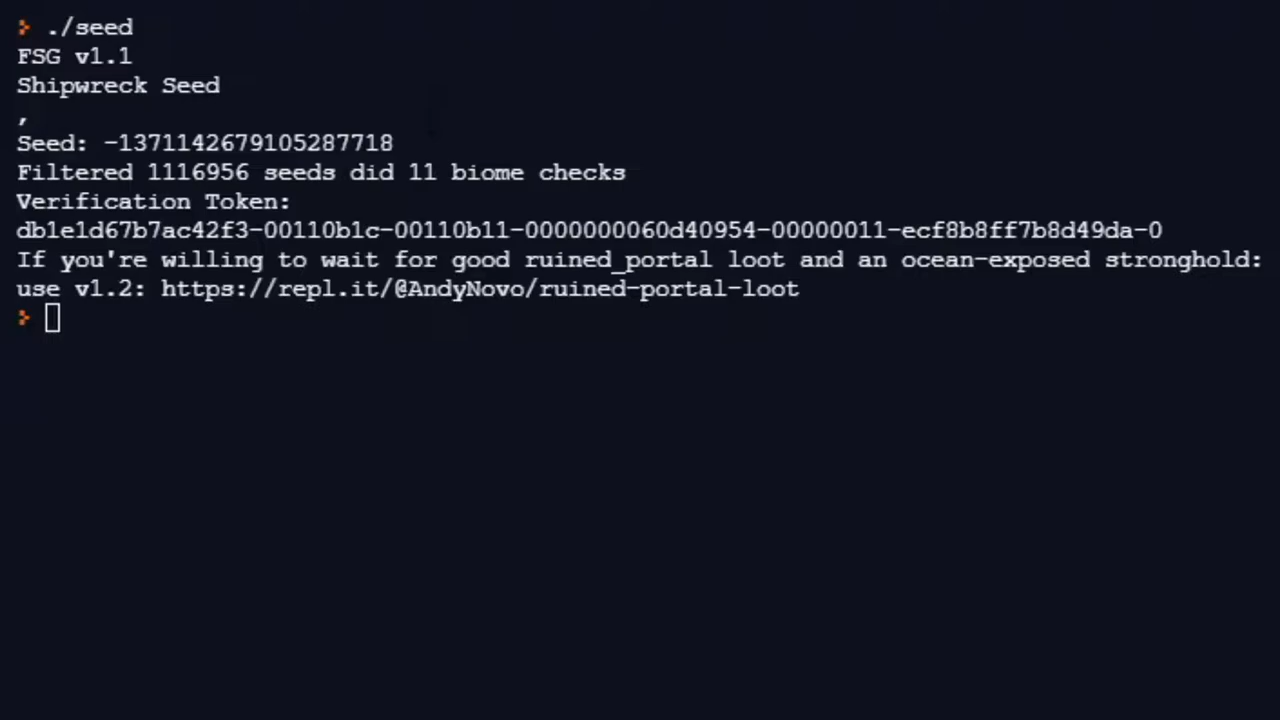 > ./seed
FSG v1.1
Shipwreck Seed
,
Seed: -1371142679105287718
Filtered 1116956 seeds did 11 biome checks
Verification Token:
db1e1d67b7ac42f3-00110b1c-00110b11-0000000060d40954-00000011-ecf8b8ff7b8d49da-0
If you're willing to wait for good ruined_portal loot and an ocean-exposed stronghold:
use v1.2: https://repl.it/@AndyNovo/ruined-portal-loot
>